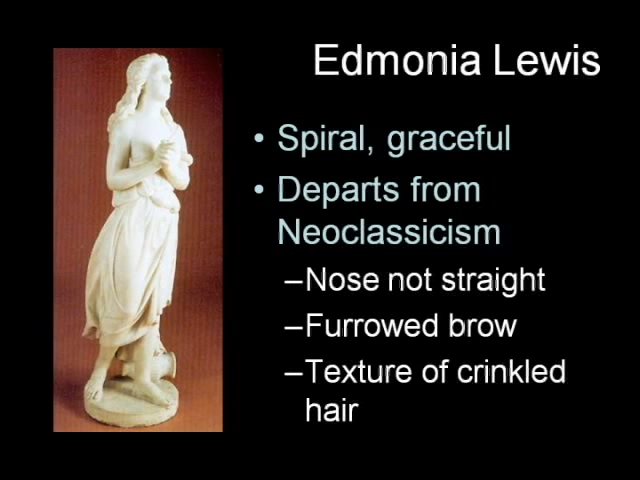 Edmonia Lewis
• Spiral, graceful
• Departs from
Neoclassicism
–Nose not straight
–Furrowed brow
–Texture of crinkled
hair